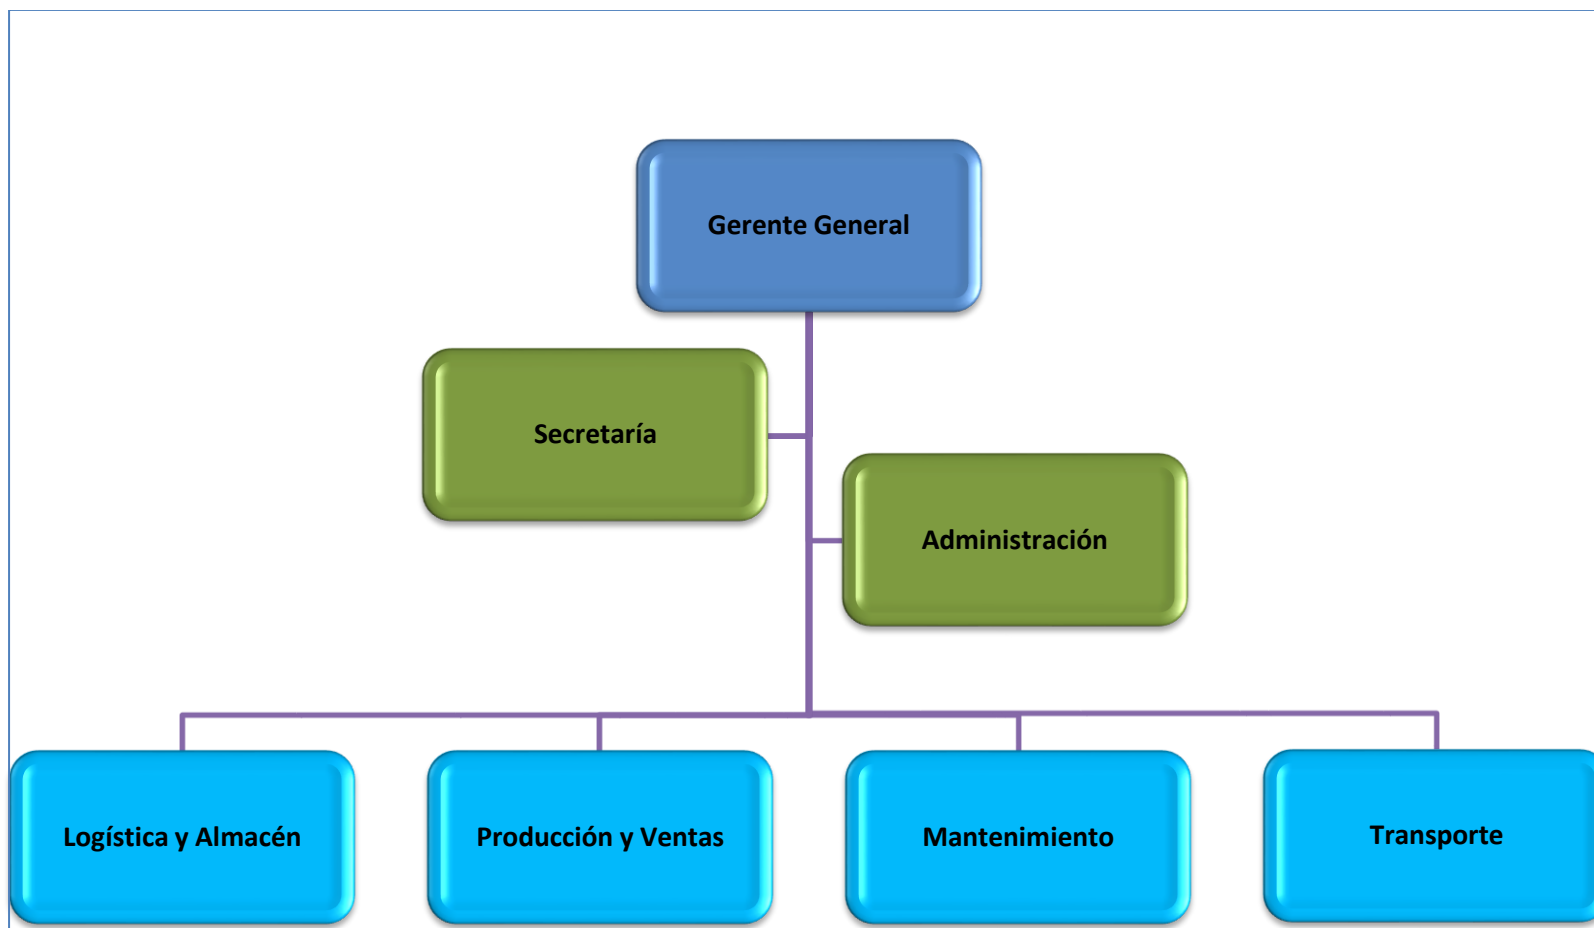 Gerente General
Secretaría
Administración
Logística y Almacén
Producción y Ventas
Mantenimiento
Transporte